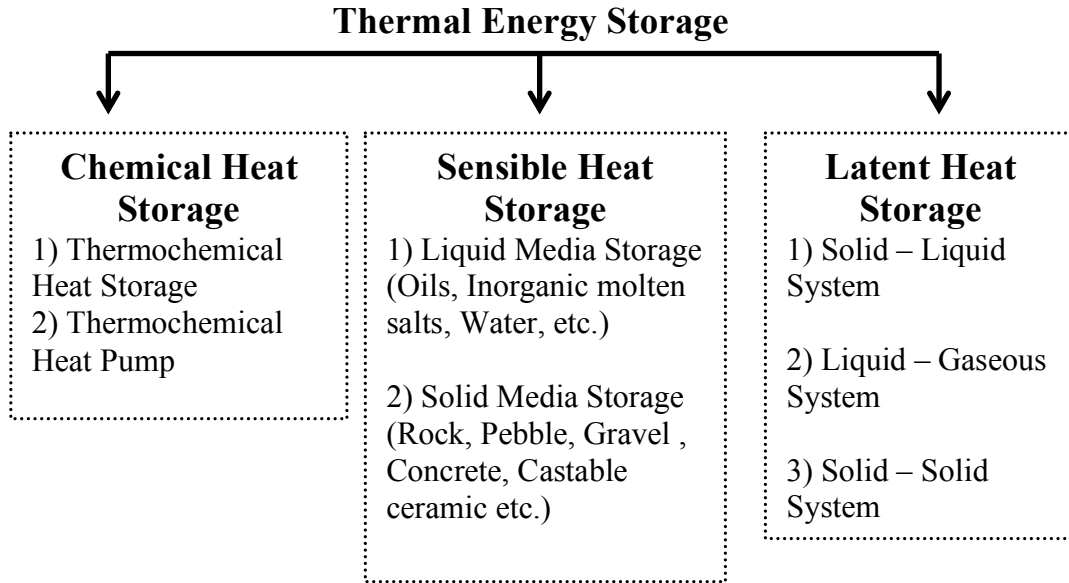 Thermal Energy Storage
Chemical Heat
Storage
1) Thermochemical
Heat Storage
2) Thermochemical
Heat Pump
Sensible Heat
Storage
1) Liquid Media Storage
(Oils, Inorganic molten
salts, Water, etc.)
2) Solid Media Storage
(Rock, Pebble, Gravel ,
Concrete, Castable
ceramic etc.)
Latent Heat
Storage
1) Solid – Liquid
System
2) Liquid – Gaseous
System
3) Solid – Solid
System